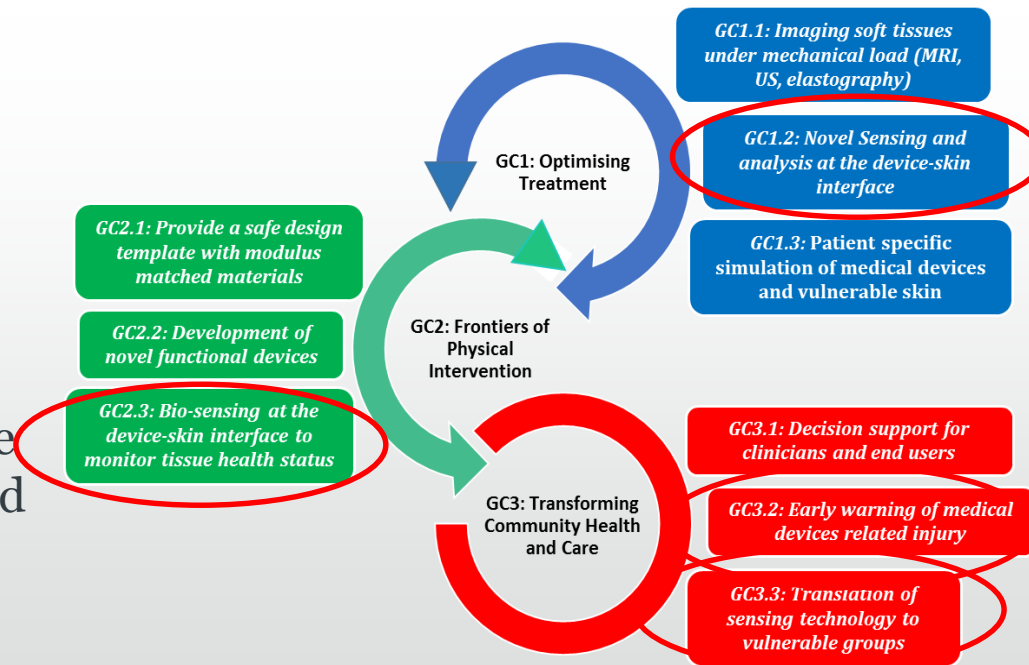 GC1.1: Imaging soft tissues
under mechanical load (MRI,
US, elastography)
GC1: Optimising
Treatment
GC1.2: Novel Sensing and
analysis at the device-skin
interface
GC1.3: Patient specific
simulation of medical devices
and vulnerable skin
GC2.1: Provide a safe design
template with modulus
matched materials
GC2.2: Development of
novel functional devices
GC2.3: Bio-sensing at the
device-skin interface to
monitor tissue health status
GC2: Frontiers of
Physical
Intervention
GC3: Transforming
Community Health
and Care
GC3.1: Decision support for
clinicians and end users
GC3.2: Early warning of medical
devices related injury
GC3.3: Translation of
sensing technology to
vulnerable groups